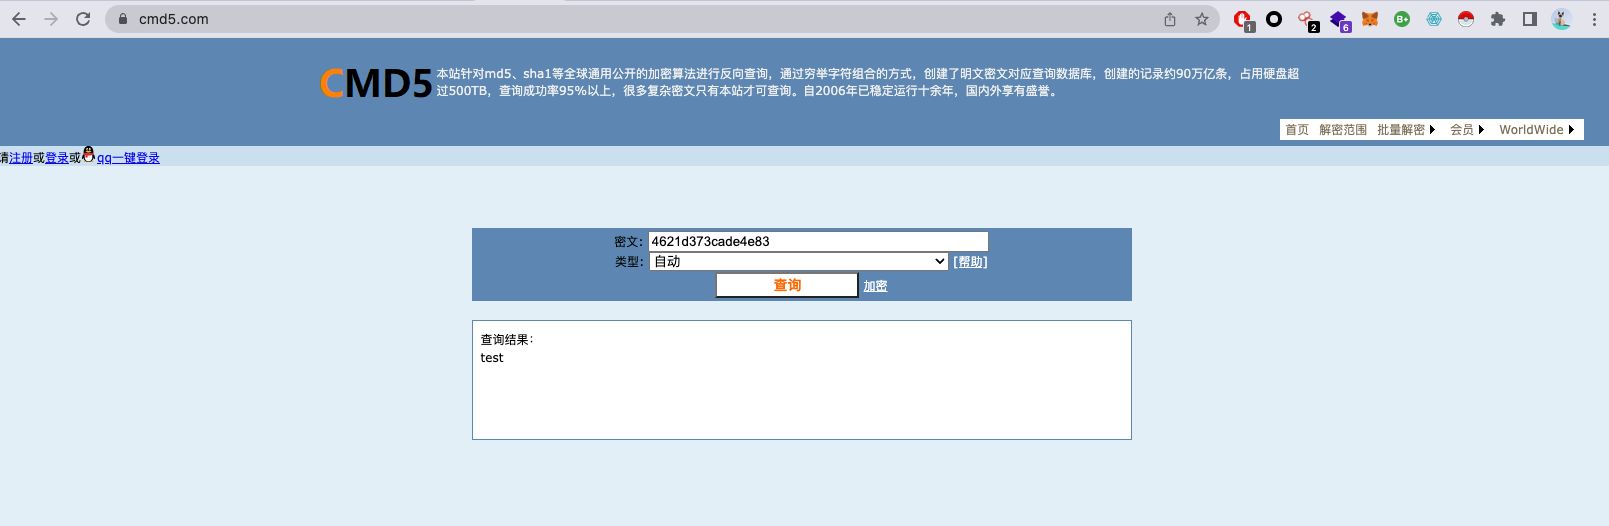 cmd5.com
1
2
6
B+
CMD5
本站针对md5、sha1等全球通用公开的加密算法进行反向查询，通过穷举字符组合的方式，创建了明文密文对应查询数据库，创建的记录约90万亿条，占用硬盘超
过500TB，查询成功率95%以上，很多复杂密文只有本站才可查询。自2006年已稳定运行十余年，国内外享有盛誉。
首页 解密范围 批量解密 会员 WorldWide
请注册或登录或qq一键登录
密文： 4621d373cade4e83
类型： 自动 [帮助]
查询 加密
查询结果：
test